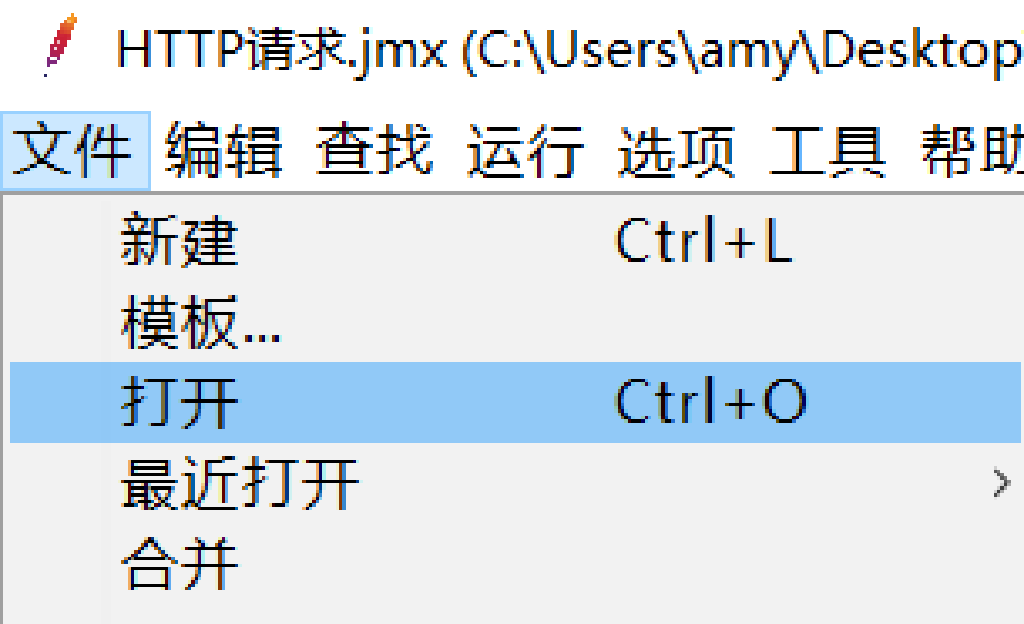 HTTP请求.jmx (C:\Users\amy\Desktop
文件 编辑 查找 运行 选项 工具 帮助
新建 Ctrl+L
模板...
打开 Ctrl+O
最近打开 >
合并